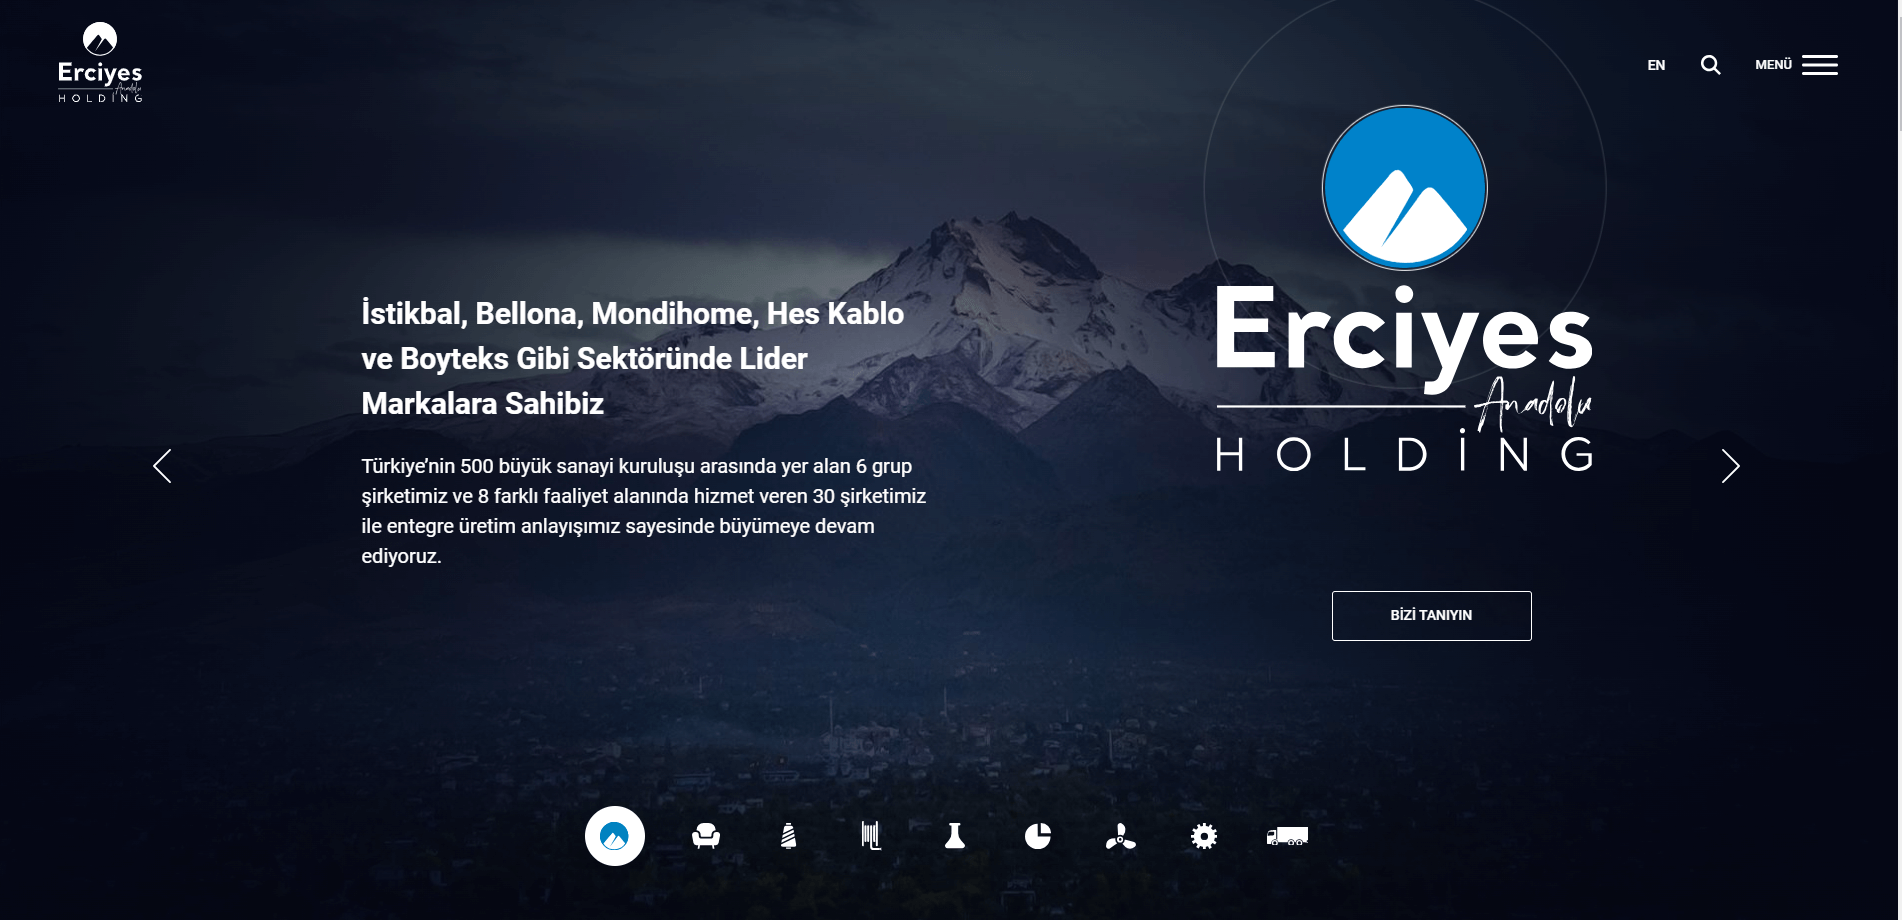 Erciyes
Anadolu
HOLDİNG
EN
MENÜ
İstikbal, Bellona, Mondihome, Hes Kablo
ve Boyteks Gibi Sektöründe Lider
Markalara Sahibiz
Türkiye’nin 500 büyük sanayi kuruluşu arasında yer alan 6 grup
şirketimiz ve 8 farklı faaliyet alanında hizmet veren 30 şirketimiz
ile entegre üretim anlayışımız sayesinde büyümeye devam
ediyoruz.
Erciyes
Anadolu
HOLDİNG
BİZİ TANIYIN